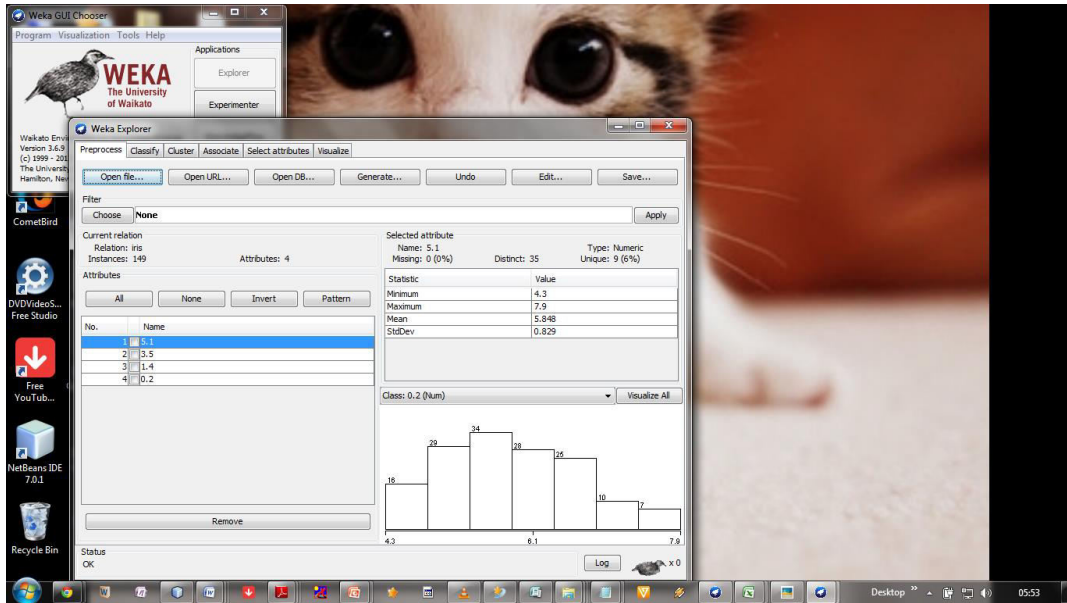 Weka GUI Chooser
Program Visualization Tools Help
Applications
Explorer
Experimenter
WEKA
The University
of Waikato
Waikato Envi
Version 3.6.9
(c) 1999 - 201
The University
Hamilton, New
Weka Explorer
Preprocess Classify Cluster Associate Select attributes Visualize
Open file... Open URL... Open DB... Generate... Undo Edit... Save...
Filter
Choose None Apply
Current relation
Relation: iris
Instances: 149 Attributes: 4
Attributes
All None Invert Pattern
No. Name
1 5.1
2 3.5
3 1.4
4 0.2
Remove
Selected attribute
Name: 5.1 Type: Numeric
Missing: 0 (0%) Distinct: 35 Unique: 9 (6%)
Statistic Value
Minimum 4.3
Maximum 7.9
Mean 5.848
StdDev 0.829
Class: 0.2 (Num) Visualize All
16 29 34 28 25 10 7
4.3 6.1 7.9
Status
OK
Log x 0
CometBird
DVDVideoS...
Free Studio
Free
YouTub...
NetBeans IDE
7.0.1
Recycle Bin
Desktop 05:53